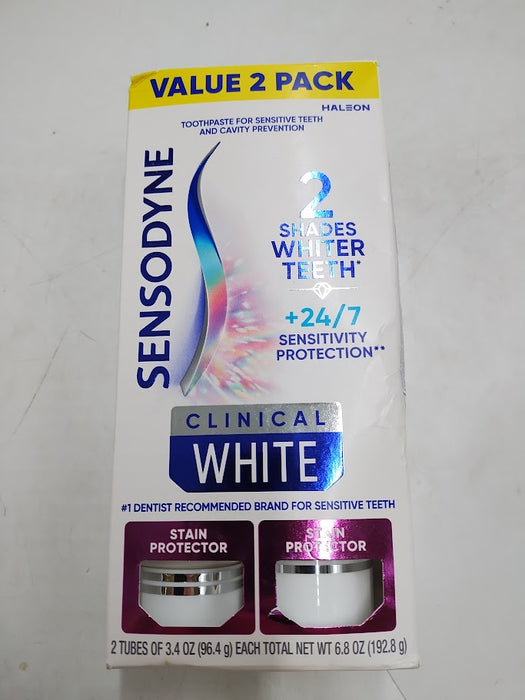 VALUE 2 PACK
HALEON
TOOTHPASTE FOR SENSITIVE TEETH
AND CAVITY PREVENTION
SENSODYNE
2
SHADES
WHITER
TEETH*
+24/7
SENSITIVITY
PROTECTION**
CLINICAL
WHITE
#1 DENTIST RECOMMENDED BRAND FOR SENSITIVE TEETH
STAIN
PROTECTOR
STAIN
PROTECTOR
2 TUBES OF 3.4 OZ (96.4 g) EACH TOTAL NET WT 6.8 OZ (192.8 g)